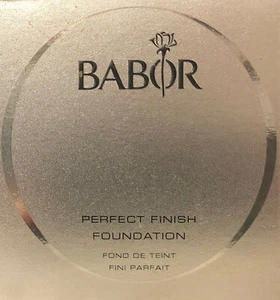 BABOR
PERFECT FINISH
FOUNDATION
FOND DE TEINT
FINI PARFAIT